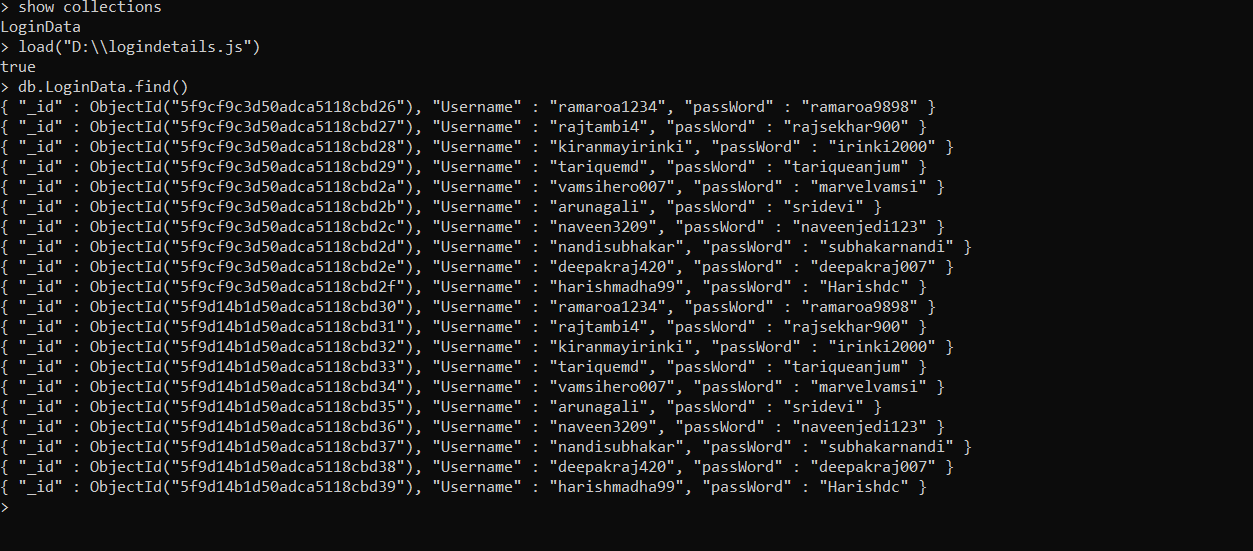 > show collections
LoginData
> load("D:\\logindetails.js")
true
> db.LoginData.find()
{ "_id" : ObjectId("5f9cf9c3d50adca5118cbd26"), "Username" : "ramaroa1234", "passWord" : "ramaroa9898" }
{ "_id" : ObjectId("5f9cf9c3d50adca5118cbd27"), "Username" : "rajtambi4", "passWord" : "rajsekhar900" }
{ "_id" : ObjectId("5f9cf9c3d50adca5118cbd28"), "Username" : "kiranmayirinki", "passWord" : "irinki2000" }
{ "_id" : ObjectId("5f9cf9c3d50adca5118cbd29"), "Username" : "tariquemd", "passWord" : "tariqueanjum" }
{ "_id" : ObjectId("5f9cf9c3d50adca5118cbd2a"), "Username" : "vamsihero007", "passWord" : "marvelvamsi" }
{ "_id" : ObjectId("5f9cf9c3d50adca5118cbd2b"), "Username" : "arunagali", "passWord" : "sridevi" }
{ "_id" : ObjectId("5f9cf9c3d50adca5118cbd2c"), "Username" : "naveen3209", "passWord" : "naveenjedi123" }
{ "_id" : ObjectId("5f9cf9c3d50adca5118cbd2d"), "Username" : "nandisubhakar", "passWord" : "subhakarnandi" }
{ "_id" : ObjectId("5f9cf9c3d50adca5118cbd2e"), "Username" : "deepakraj420", "passWord" : "deepakraj007" }
{ "_id" : ObjectId("5f9cf9c3d50adca5118cbd2f"), "Username" : "harishmadha99", "passWord" : "Harishdc" }
{ "_id" : ObjectId("5f9d14b1d50adca5118cbd30"), "Username" : "ramaroa1234", "passWord" : "ramaroa9898" }
{ "_id" : ObjectId("5f9d14b1d50adca5118cbd31"), "Username" : "rajtambi4", "passWord" : "rajsekhar900" }
{ "_id" : ObjectId("5f9d14b1d50adca5118cbd32"), "Username" : "kiranmayirinki", "passWord" : "irinki2000" }
{ "_id" : ObjectId("5f9d14b1d50adca5118cbd33"), "Username" : "tariquemd", "passWord" : "tariqueanjum" }
{ "_id" : ObjectId("5f9d14b1d50adca5118cbd34"), "Username" : "vamsihero007", "passWord" : "marvelvamsi" }
{ "_id" : ObjectId("5f9d14b1d50adca5118cbd35"), "Username" : "arunagali", "passWord" : "sridevi" }
{ "_id" : ObjectId("5f9d14b1d50adca5118cbd36"), "Username" : "naveen3209", "passWord" : "naveenjedi123" }
{ "_id" : ObjectId("5f9d14b1d50adca5118cbd37"), "Username" : "nandisubhakar", "passWord" : "subhakarnandi" }
{ "_id" : ObjectId("5f9d14b1d50adca5118cbd38"), "Username" : "deepakraj420", "passWord" : "deepakraj007" }
{ "_id" : ObjectId("5f9d14b1d50adca5118cbd39"), "Username" : "harishmadha99", "passWord" : "Harishdc" }
>